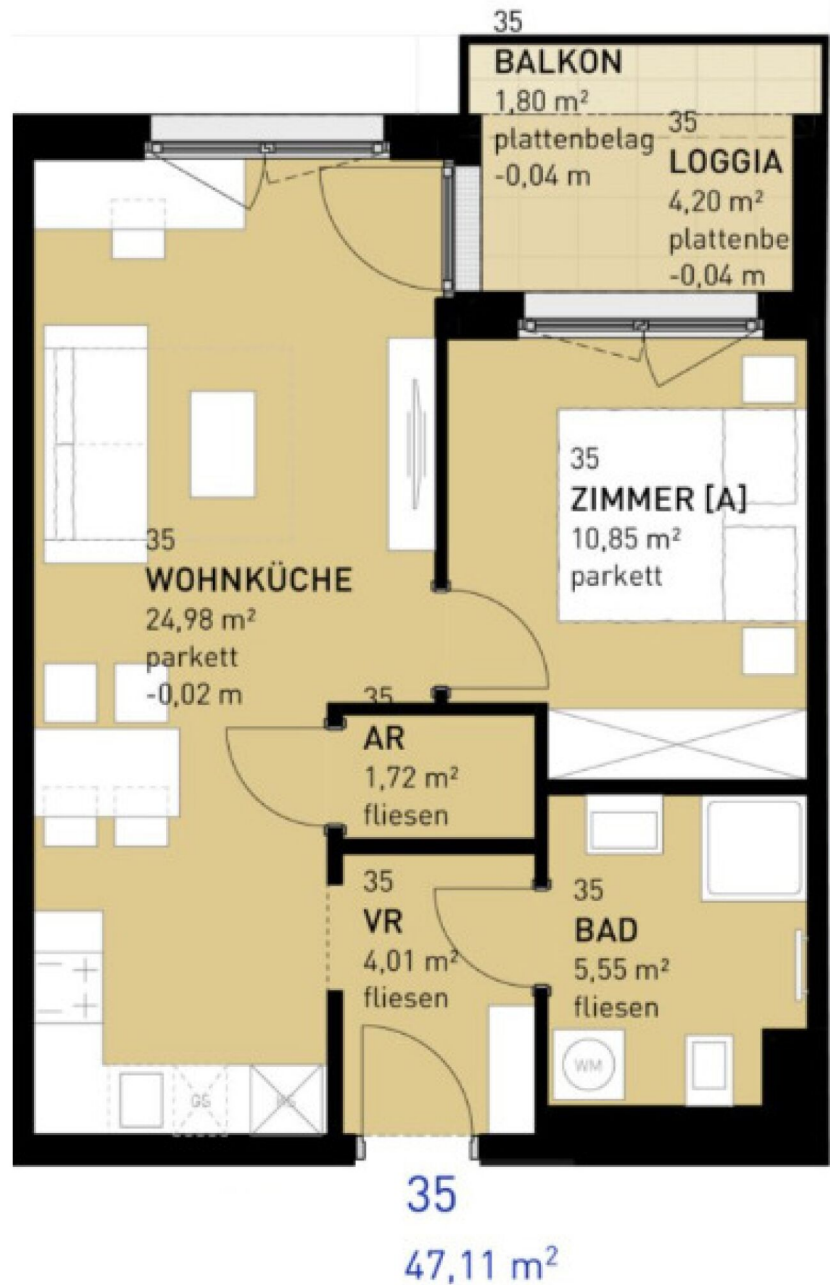 35
BALKON
1,80 m²
plattenbelag
-0,04 m
35
LOGGIA
4,20 m²
plattenbe
-0,04 m
35
ZIMMER [A]
10,85 m²
parkett
35
WOHNKÜCHE
24,98 m²
parkett
-0,02 m
35
AR
1,72 m²
fliesen
35
VR
4,01 m²
fliesen
35
BAD
5,55 m²
fliesen
WM
GS
35
47,11 m²